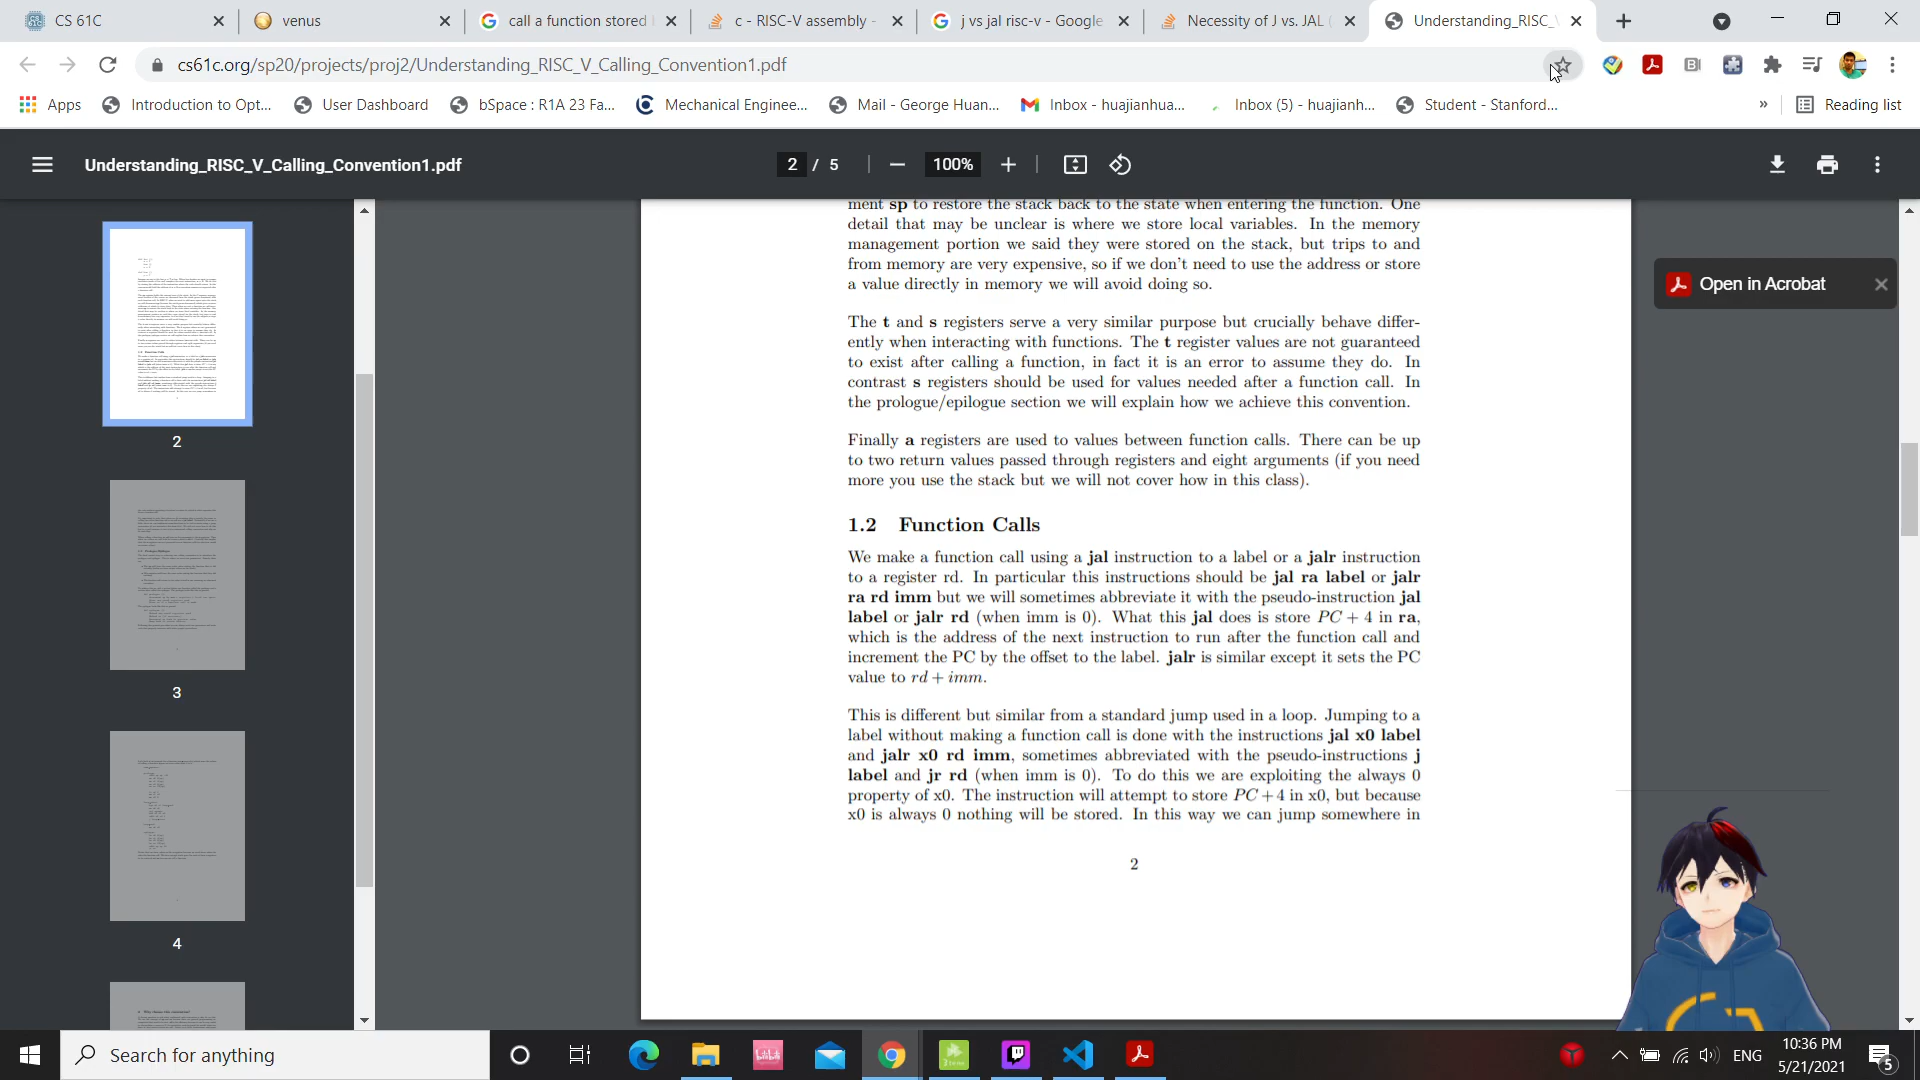 CS 61C
venus
call a function stored
c - RISC-V assembly -
j vs jal risc-v - Google
Necessity of J vs. JAL
Understanding_RISC_
cs61c.org/sp20/projects/proj2/Understanding_RISC_V_Calling_Convention1.pdf
Apps
Introduction to Opt...
User Dashboard
bSpace : R1A 23 Fa...
Mechanical Enginee...
Mail - George Huan...
Inbox - huajianhua...
Inbox (5) - huajianh...
Student - Stanford...
»
Reading list
Understanding_RISC_V_Calling_Convention1.pdf
2 / 5
100%
ment sp to restore the stack back to the state when entering the function. One
detail that may be unclear is where we store local variables. In the memory
management portion we said they were stored on the stack, but trips to and
from memory are very expensive, so if we don't need to use the address or store
a value directly in memory we will avoid doing so.
Open in Acrobat
The t and s registers serve a very similar purpose but crucially behave differ-
ently when interacting with functions. The t register values are not guaranteed
to exist after calling a function, in fact it is an error to assume they do. In
contrast s registers should be used for values needed after a function call. In
the prologue/epilogue section we will explain how we achieve this convention.
Finally a registers are used to values between function calls. There can be up
to two return values passed through registers and eight arguments (if you need
more you use the stack but we will not cover how in this class).
1.2 Function Calls
We make a function call using a jal instruction to a label or a jalr instruction
to a register rd. In particular this instructions should be jal ra label or jalr
ra rd imm but we will sometimes abbreviate it with the pseudo-instruction jal
label or jalr rd (when imm is 0). What this jal does is store PC + 4 in ra,
which is the address of the next instruction to run after the function call and
increment the PC by the offset to the label. jalr is similar except it sets the PC
value to rd + imm.
This is different but similar from a standard jump used in a loop. Jumping to a
label without making a function call is done with the instructions jal x0 label
and jalr x0 rd imm, sometimes abbreviated with the pseudo-instructions j
label and jr rd (when imm is 0). To do this we are exploiting the always 0
property of x0. The instruction will attempt to store PC + 4 in x0, but because
x0 is always 0 nothing will be stored. In this way we can jump somewhere in
2
2
3
4
Search for anything
ENG
10:36 PM
5/21/2021
5